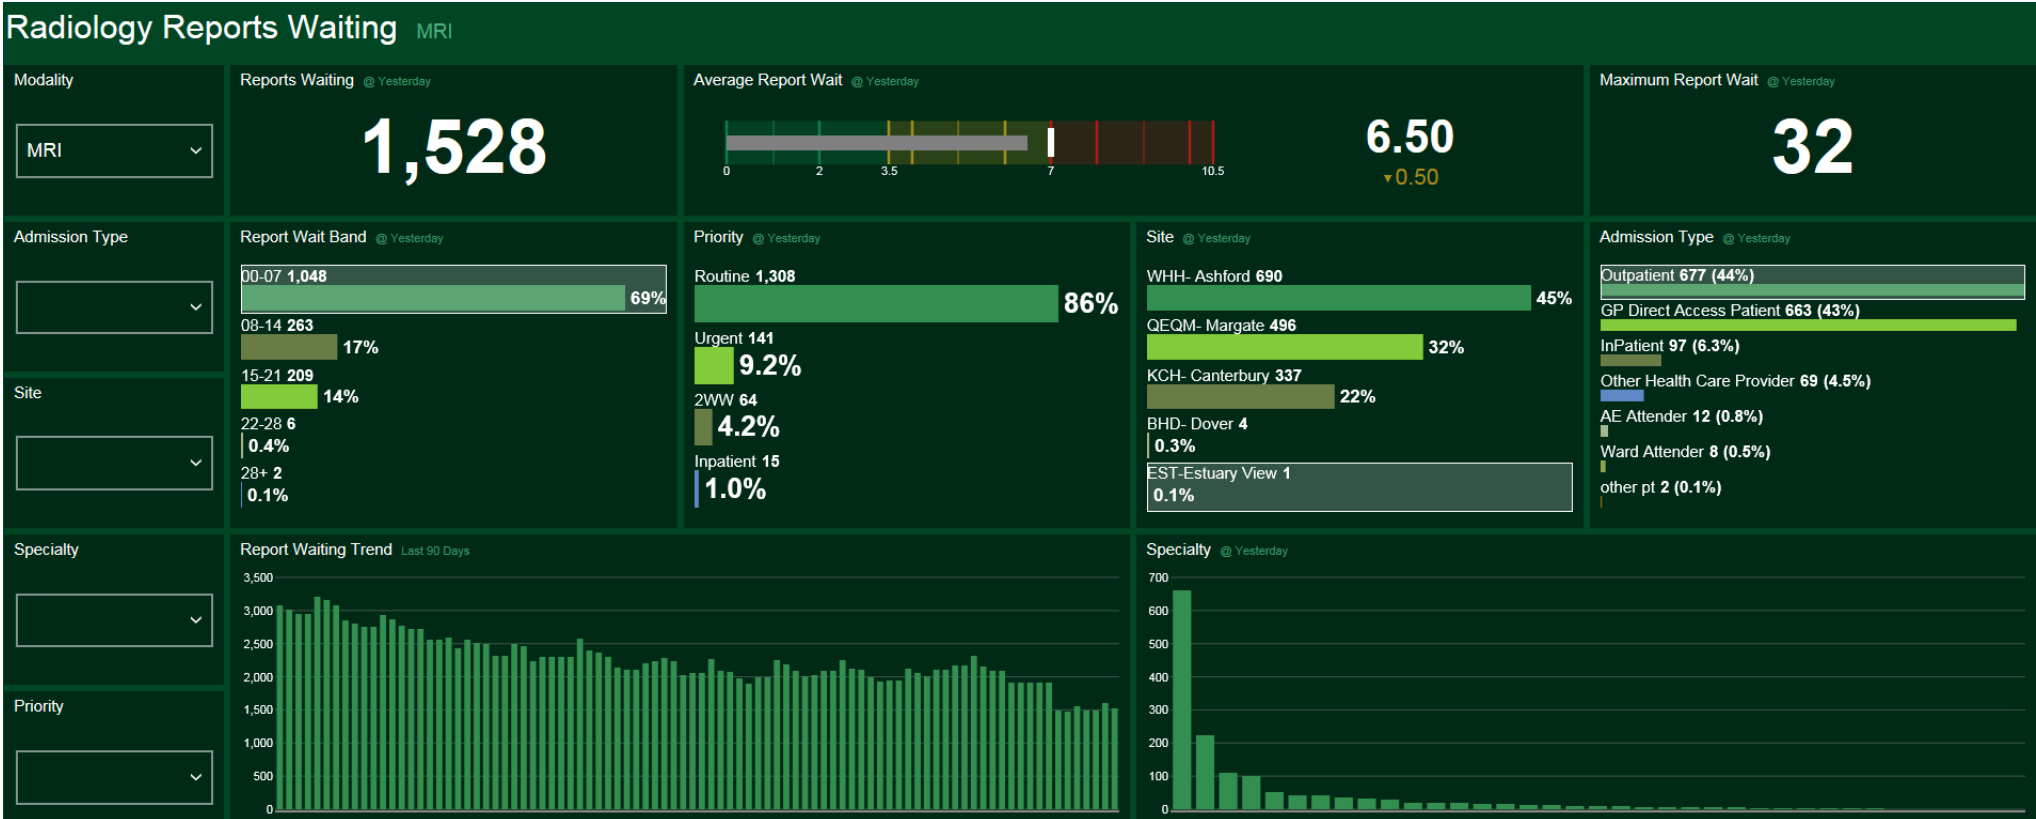 Radiology Reports Waiting MRI
Modality
MRI
Reports Waiting @ Yesterday
1,528
Average Report Wait @ Yesterday
0 2 3.5 7 10.5
6.50
▾0.50
Maximum Report Wait @ Yesterday
32
Admission Type
Report Wait Band @ Yesterday
00-07 1,048
69%
08-14 263
17%
15-21 209
14%
22-28 6
0.4%
28+ 2
0.1%
Priority @ Yesterday
Routine 1,308
86%
Urgent 141
9.2%
2WW 64
4.2%
Inpatient 15
1.0%
Site @ Yesterday
WHH- Ashford 690
45%
QEQM- Margate 496
32%
KCH- Canterbury 337
22%
BHD- Dover 4
0.3%
EST-Estuary View 1
0.1%
Admission Type @ Yesterday
Outpatient 677 (44%)
GP Direct Access Patient 663 (43%)
InPatient 97 (6.3%)
Other Health Care Provider 69 (4.5%)
AE Attender 12 (0.8%)
Ward Attender 8 (0.5%)
other pt 2 (0.1%)
Site
Specialty
Priority
Report Waiting Trend Last 90 Days
3,500
3,000
2,500
2,000
1,500
1,000
500
0
Specialty @ Yesterday
700
600
500
400
300
200
100
0